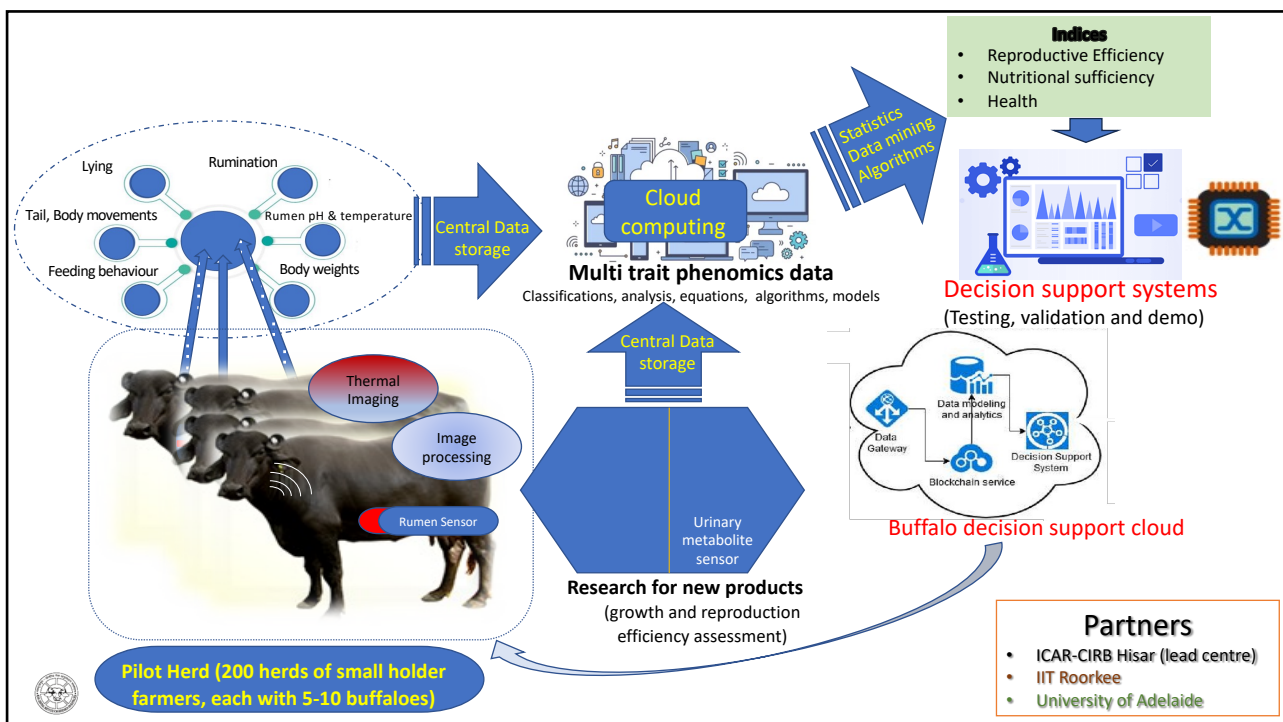 Indices
• Reproductive Efficiency
• Nutritional sufficiency
• Health
Statistics
Data mining
Algorithms
Lying
Rumination
Tail, Body movements
Rumen pH & temperature
Feeding behaviour
Body weights
Central Data
storage
Cloud
computing
Multi trait phenomics data
Classifications, analysis, equations, algorithms, models
Decision support systems
(Testing, validation and demo)
Central Data
storage
Thermal
Imaging
Image
processing
Rumen Sensor
Urinary
metabolite
sensor
Data modeling
and analytics
Data
Gateway
Decision Support
System
Blockchain service
Buffalo decision support cloud
Research for new products
(growth and reproduction
efficiency assessment)
Pilot Herd (200 herds of small holder
farmers, each with 5-10 buffaloes)
Partners
• ICAR-CIRB Hisar (lead centre)
• IIT Roorkee
• University of Adelaide